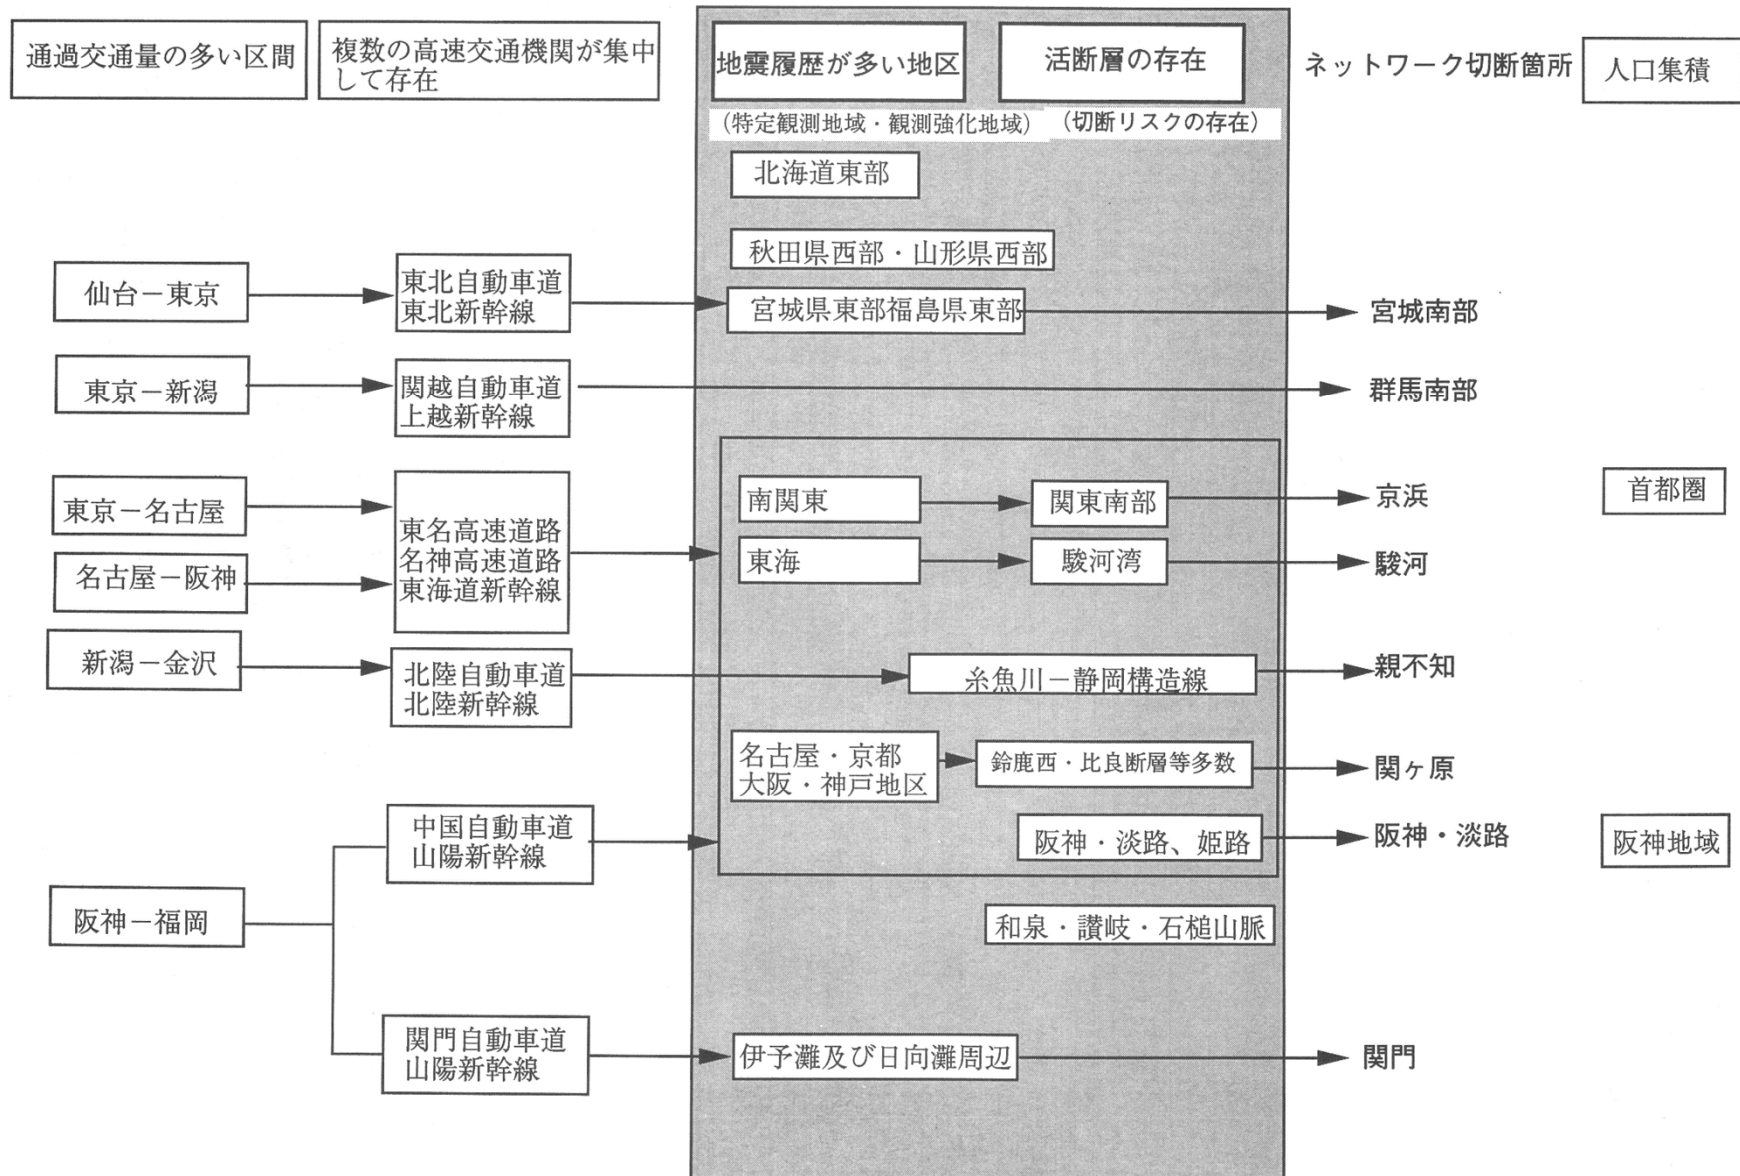 通過交通量の多い区間
複数の高速交通機関が集中
して存在
地震履歴が多い地区
活断層の存在
ネットワーク切断箇所
人口集積
（特定観測地域・観測強化地域）
（切断リスクの存在）
北海道東部
秋田県西部・山形県西部
仙台－東京
東北自動車道
東北新幹線
宮城県東部福島県東部
宮城南部
東京－新潟
関越自動車道
上越新幹線
群馬南部
東京－名古屋
名古屋－阪神
東名高速道路
名神高速道路
東海道新幹線
南関東
関東南部
京浜
首都圏
東海
駿河湾
駿河
新潟－金沢
北陸自動車道
北陸新幹線
糸魚川－静岡構造線
親不知
名古屋・京都
大阪・神戸地区
鈴鹿西・比良断層等多数
関ヶ原
中国自動車道
山陽新幹線
阪神・淡路、姫路
阪神・淡路
阪神地域
阪神－福岡
和泉・讃岐・石槌山脈
関門自動車道
山陽新幹線
伊予灘及び日向灘周辺
関門